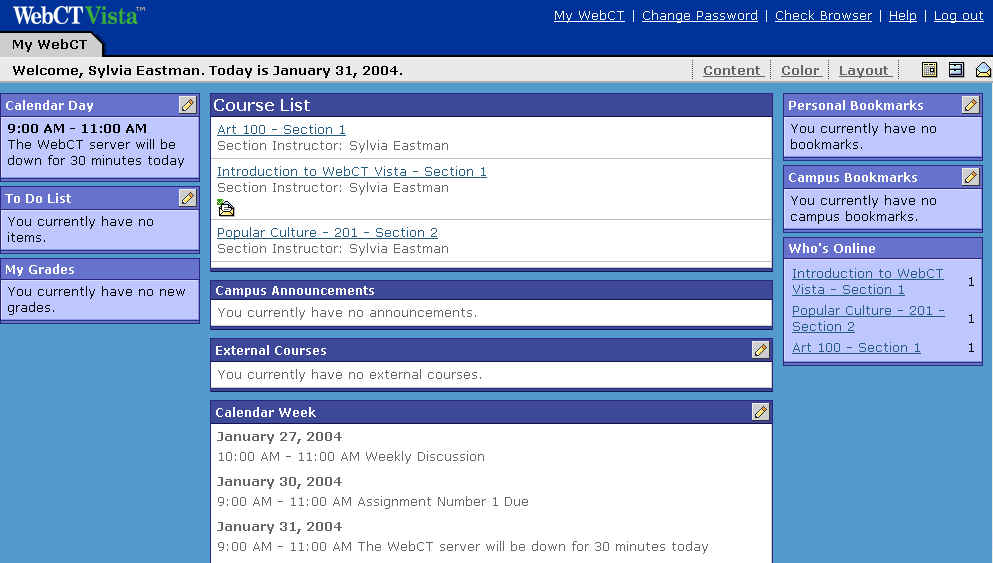 WebCT Vista™
My WebCT | Change Password | Check Browser | Help | Log out
My WebCT
Welcome, Sylvia Eastman. Today is January 31, 2004.
Content
Color
Layout
Calendar Day
9:00 AM - 11:00 AM
The WebCT server will be
down for 30 minutes today
To Do List
You currently have no
items.
My Grades
You currently have no new
grades.
Course List
Art 100 - Section 1
Section Instructor: Sylvia Eastman
Introduction to WebCT Vista - Section 1
Section Instructor: Sylvia Eastman
Popular Culture - 201 - Section 2
Section Instructor: Sylvia Eastman
Campus Announcements
You currently have no announcements.
External Courses
You currently have no external courses.
Calendar Week
January 27, 2004
10:00 AM - 11:00 AM Weekly Discussion
January 30, 2004
9:00 AM - 11:00 AM Assignment Number 1 Due
January 31, 2004
9:00 AM - 11:00 AM The WebCT server will be down for 30 minutes today
Personal Bookmarks
You currently have no
bookmarks.
Campus Bookmarks
You currently have no
campus bookmarks.
Who's Online
Introduction to WebCT
Vista - Section 1 1
Popular Culture - 201 -
Section 2 1
Art 100 - Section 1 1